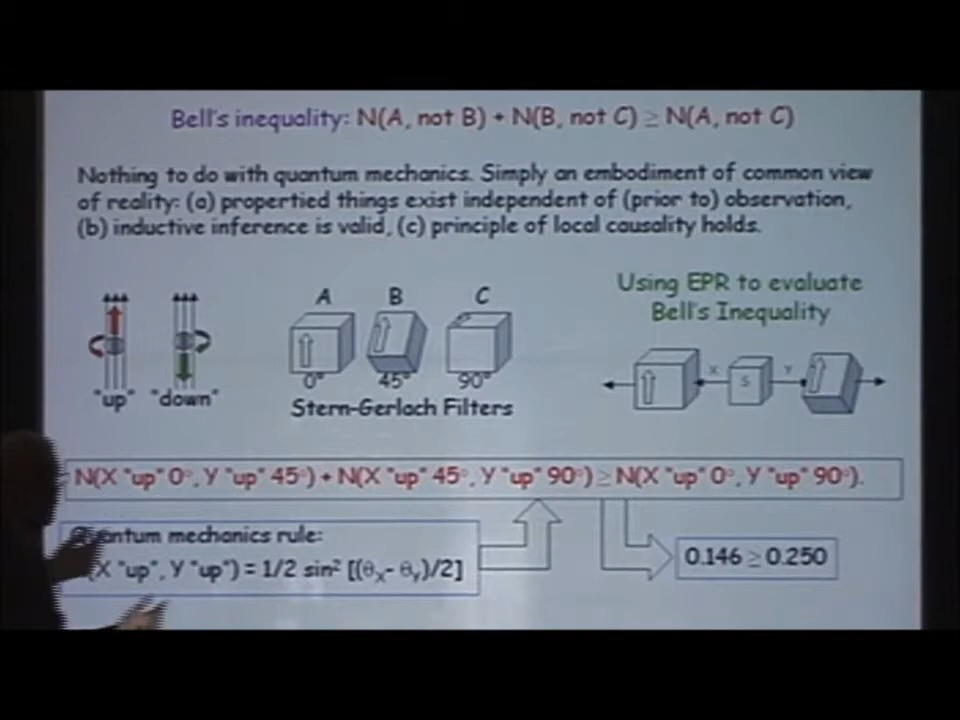 Bell's inequality: N(A, not B) + N(B, not C) ≥ N(A, not C)
Nothing to do with quantum mechanics. Simply an embodiment of common view
of reality: (a) propertied things exist independent of (prior to) observation,
(b) inductive inference is valid, (c) principle of local causality holds.
A B C
0° 45° 90°
"up" "down"
Stern-Gerlach Filters
Using EPR to evaluate
Bell's Inequality
X S Y
N(X "up" 0°, Y "up" 45°) + N(X "up" 45°, Y "up" 90°) ≥ N(X "up" 0°, Y "up" 90°).
mechanics rule:
(X "up", Y "up") = 1/2 sin² [(θX- θY)/2]
0.146 ≥ 0.250